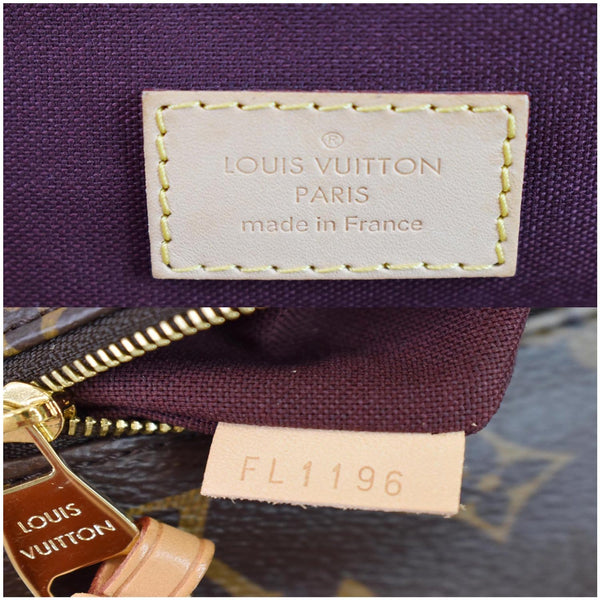 ®
LOUIS VUITTON
PARIS
made in France
FL1196
LOUIS
VUITTON